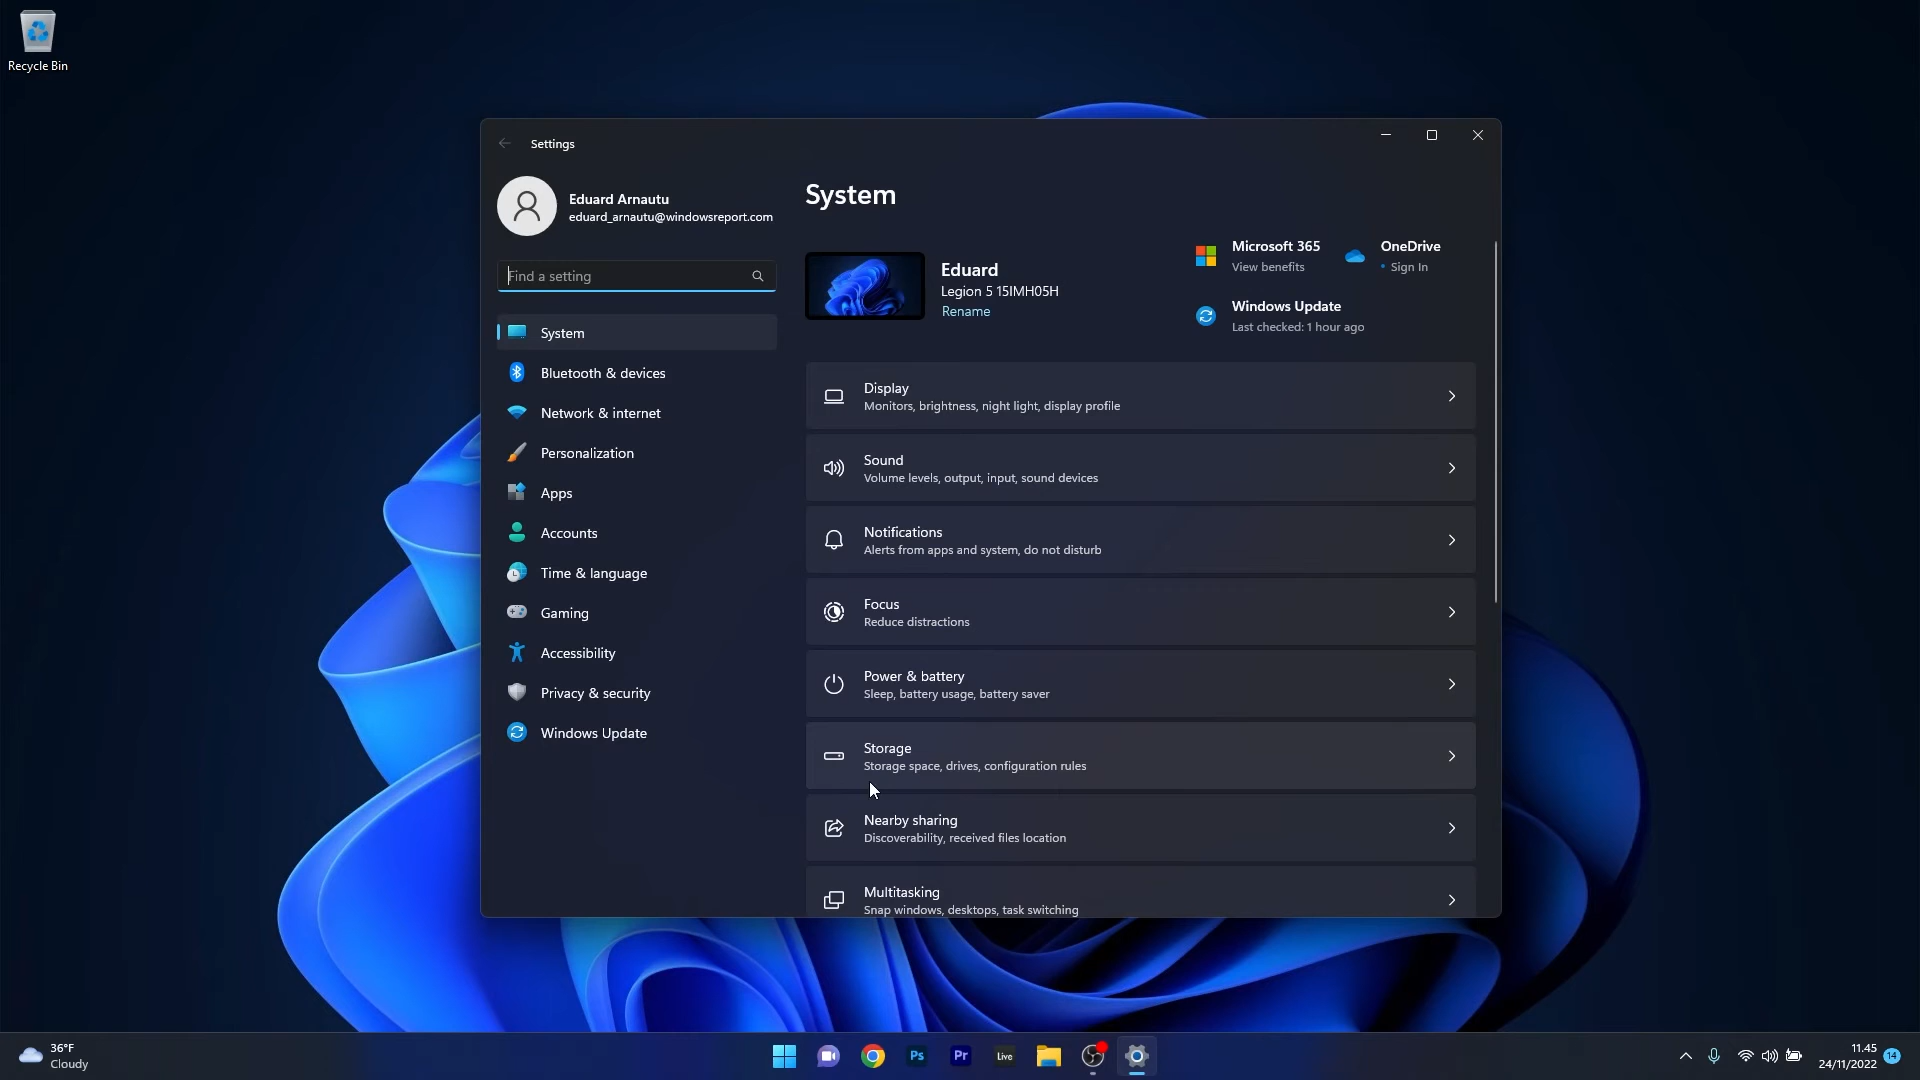 Recycle Bin
Settings
Eduard Arnautu
eduard_arnautu@windowsreport.com
Find a setting
System
Bluetooth & devices
Network & internet
Personalization
Apps
Accounts
Time & language
Gaming
Accessibility
Privacy & security
Windows Update
System
Eduard
Legion 5 15IMH05H
Rename
Microsoft 365
View benefits
OneDrive
• Sign In
Windows Update
Last checked: 1 hour ago
Display
Monitors, brightness, night light, display profile
Sound
Volume levels, output, input, sound devices
Notifications
Alerts from apps and system, do not disturb
Focus
Reduce distractions
Power & battery
Sleep, battery usage, battery saver
Storage
Storage space, drives, configuration rules
Nearby sharing
Discoverability, received files location
Multitasking
Snap windows, desktops, task switching
36°F
Cloudy
Ps
Pr
Live
11.45
24/11/2022
14